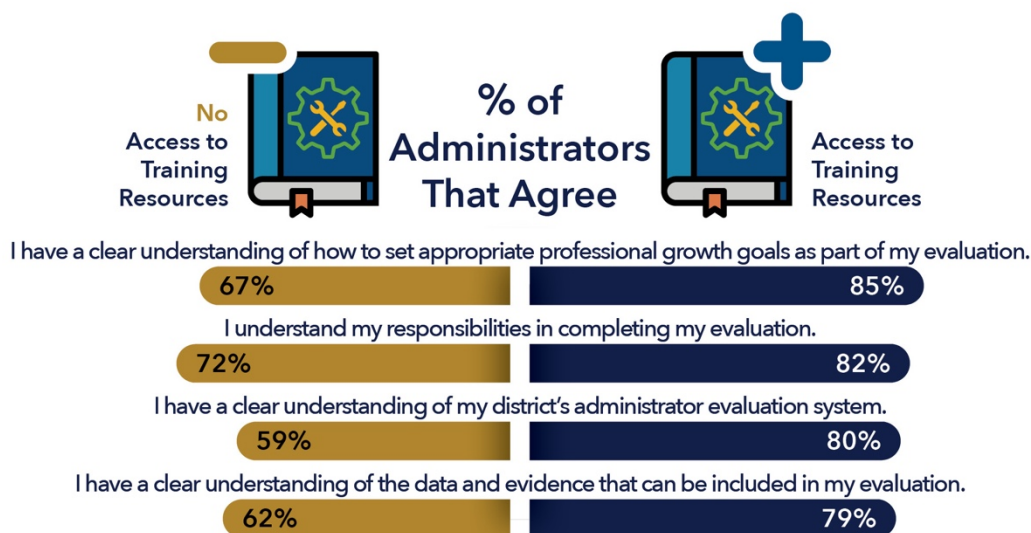 No
Access to
Training
Resources
% of
Administrators
That Agree
Access to
Training
Resources
I have a clear understanding of how to set appropriate professional growth goals as part of my evaluation.
67% 85%
I understand my responsibilities in completing my evaluation.
72% 82%
I have a clear understanding of my district’s administrator evaluation system.
59% 80%
I have a clear understanding of the data and evidence that can be included in my evaluation.
62% 79%